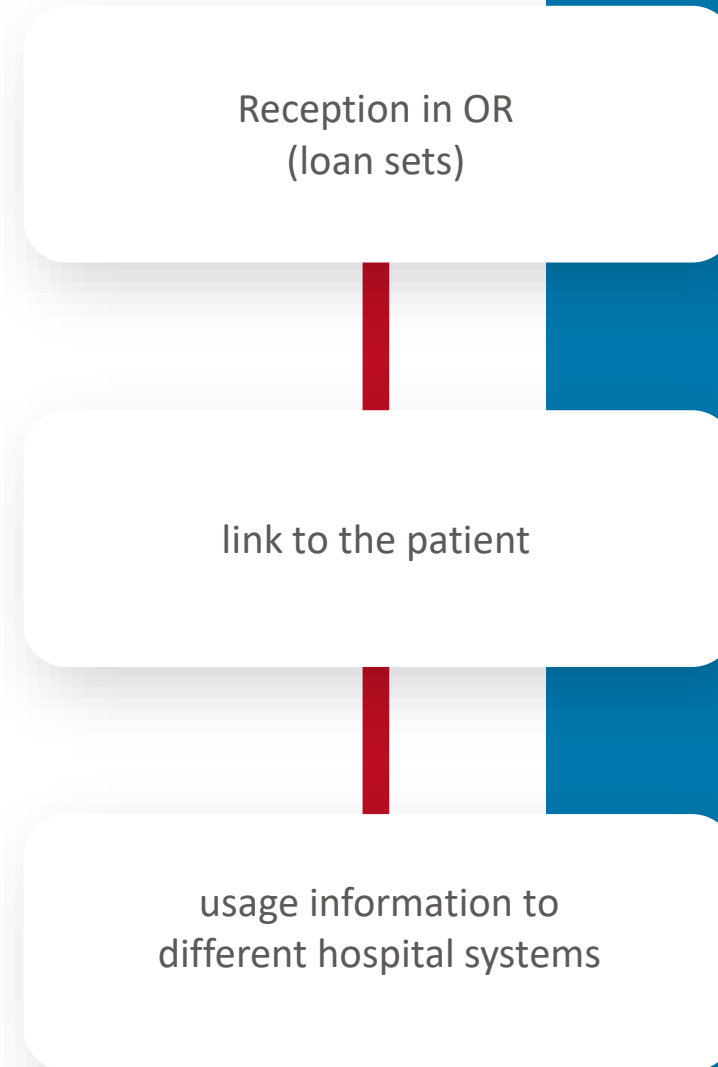 Reception in OR
(loan sets)
link to the patient
usage information to
different hospital systems